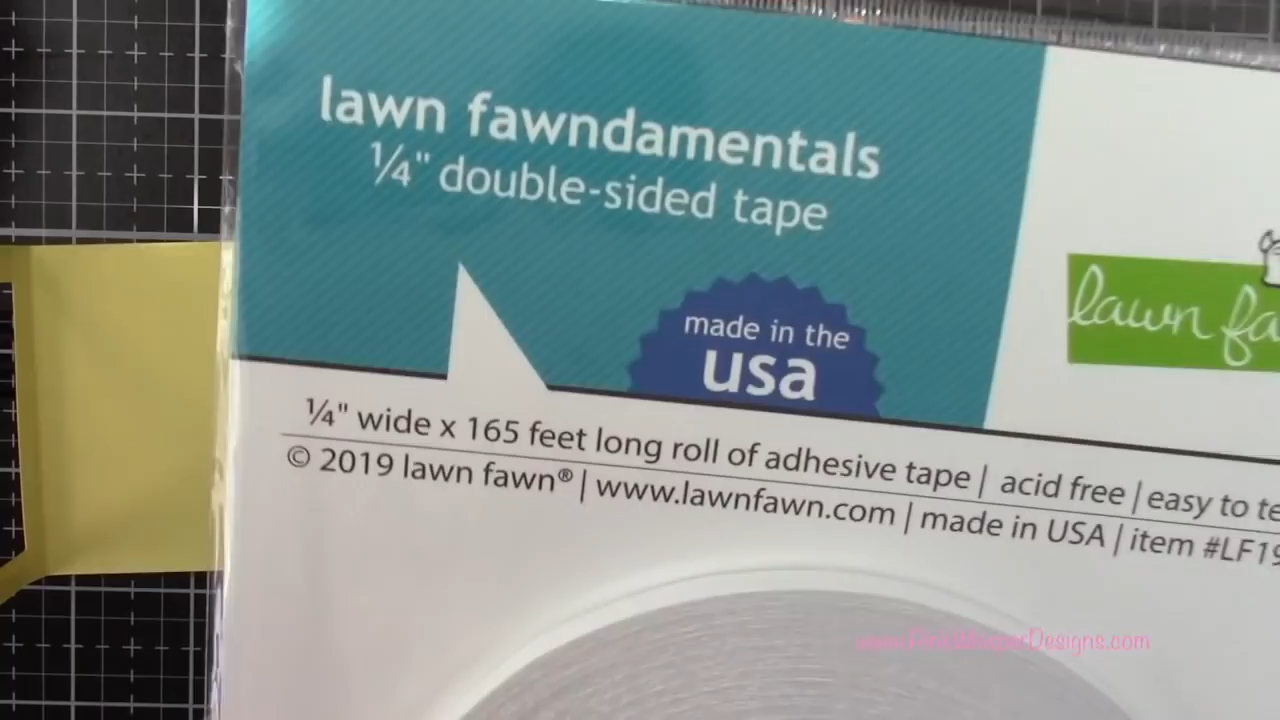 lawn fawndamentals
¼" double-sided tape
made in the
usa
lawn fa
¼" wide x 165 feet long roll of adhesive tape | acid free | easy to te
© 2019 lawn fawn® | www.lawnfawn.com | made in USA | item #LF19